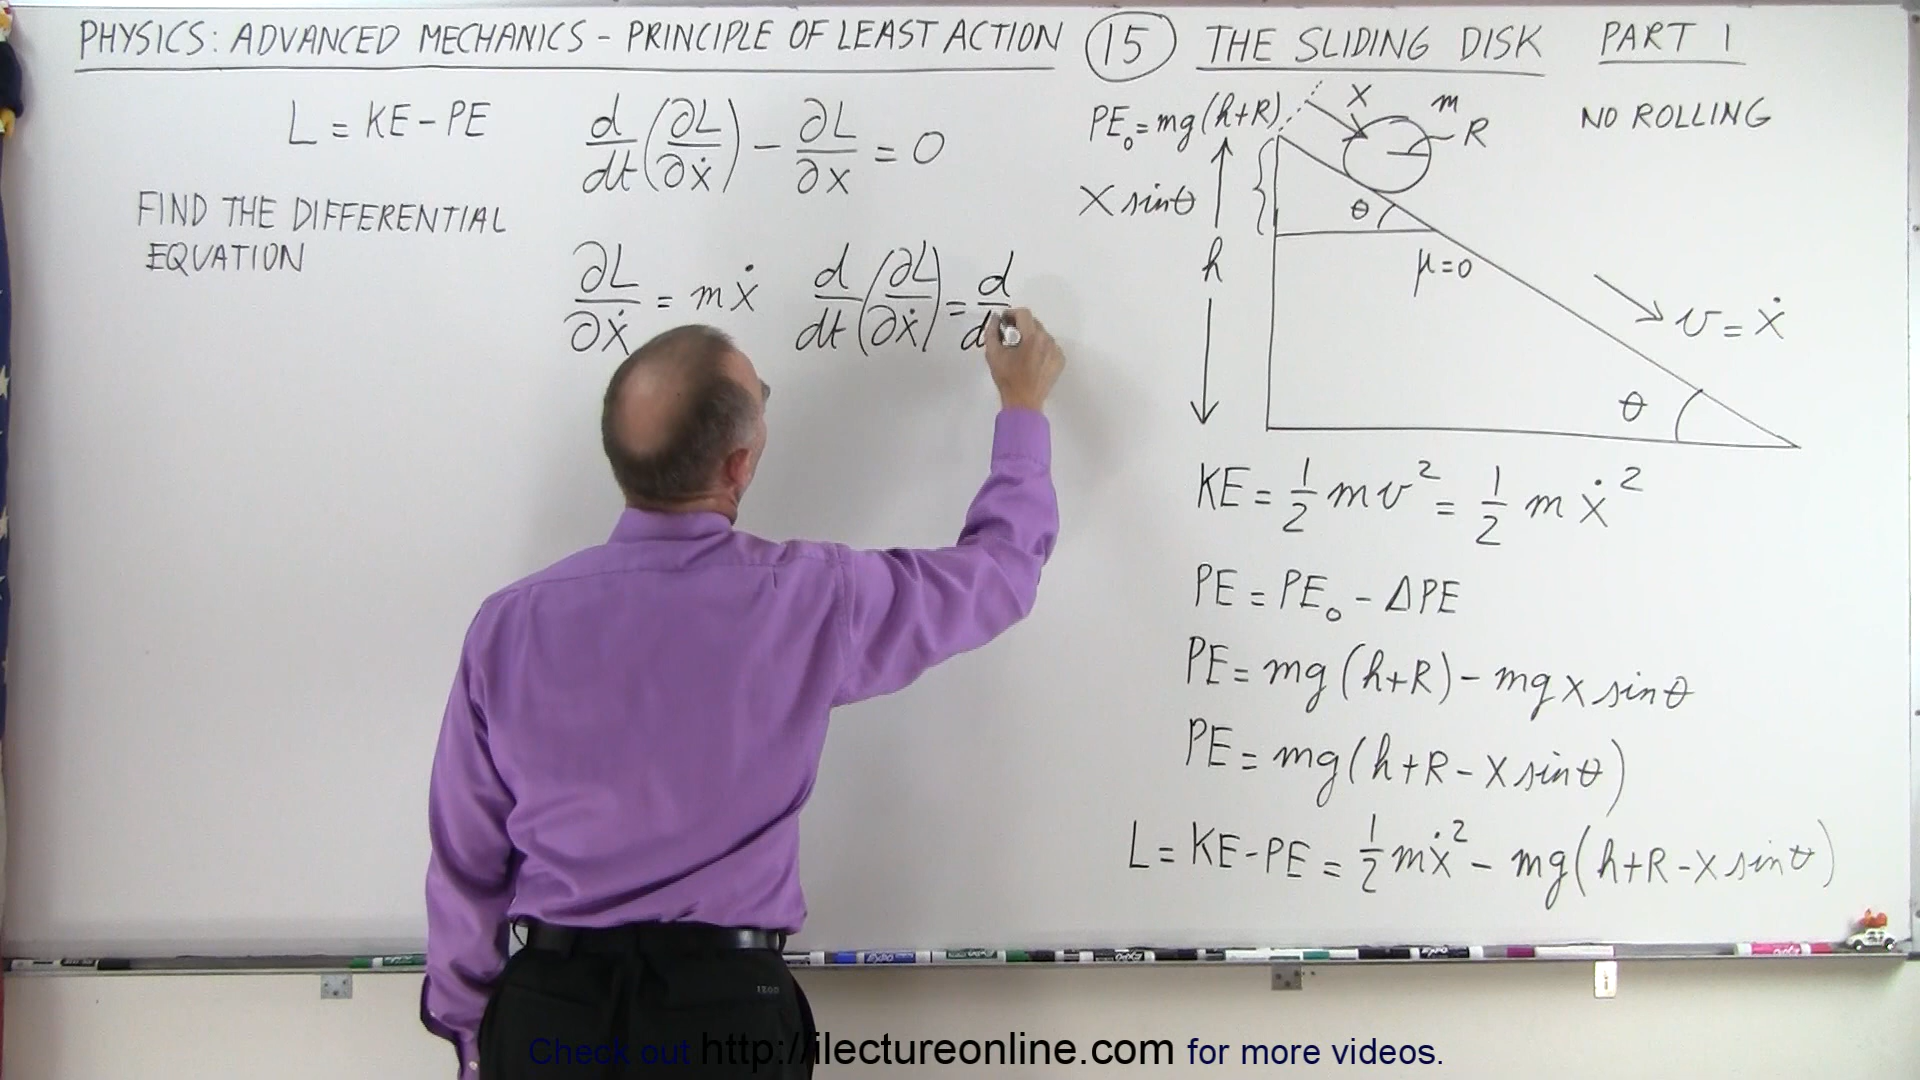 PHYSICS: ADVANCED MECHANICS - PRINCIPLE OF LEAST ACTION (15) THE SLIDING DISK PART 1
L = KE - PE
d/dt (∂L/∂ẋ) - ∂L/∂x = 0
FIND THE DIFFERENTIAL
EQUATION
∂L/∂ẋ = mẋ d/dt (∂L/∂ẋ) = d/d
PE₀ = mg(h+R)
X
m
R
NO ROLLING
X sinθ
θ
h
μ=0
v = ẋ
θ
KE = 1/2 mv² = 1/2 m ẋ²
PE = PE₀ - ΔPE
PE = mg(h+R) - mgx sinθ
PE = mg(h+R - X sinθ)
L = KE-PE = 1/2 mẋ² - mg(h+R-X sinθ)
EXPO
IZOD
Check out http://ilectureonline.com for more videos.